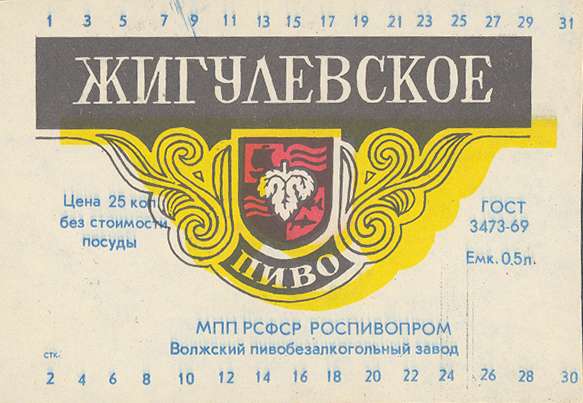 1 3 5 7 9 11 13 15 17 19 21 23 25 27 29 31
ЖИГУЛЕВСКОЕ
Цена 25 коп.
без стоимости
посуды
ПИВО
ГОСТ
3473-69
Емк. 0,5л.
МПП РСФСР РОСПИВОПРОМ
Волжский пивобезалкогольный завод
стк.
2 4 6 8 10 12 14 16 18 20 22 24 26 28 30